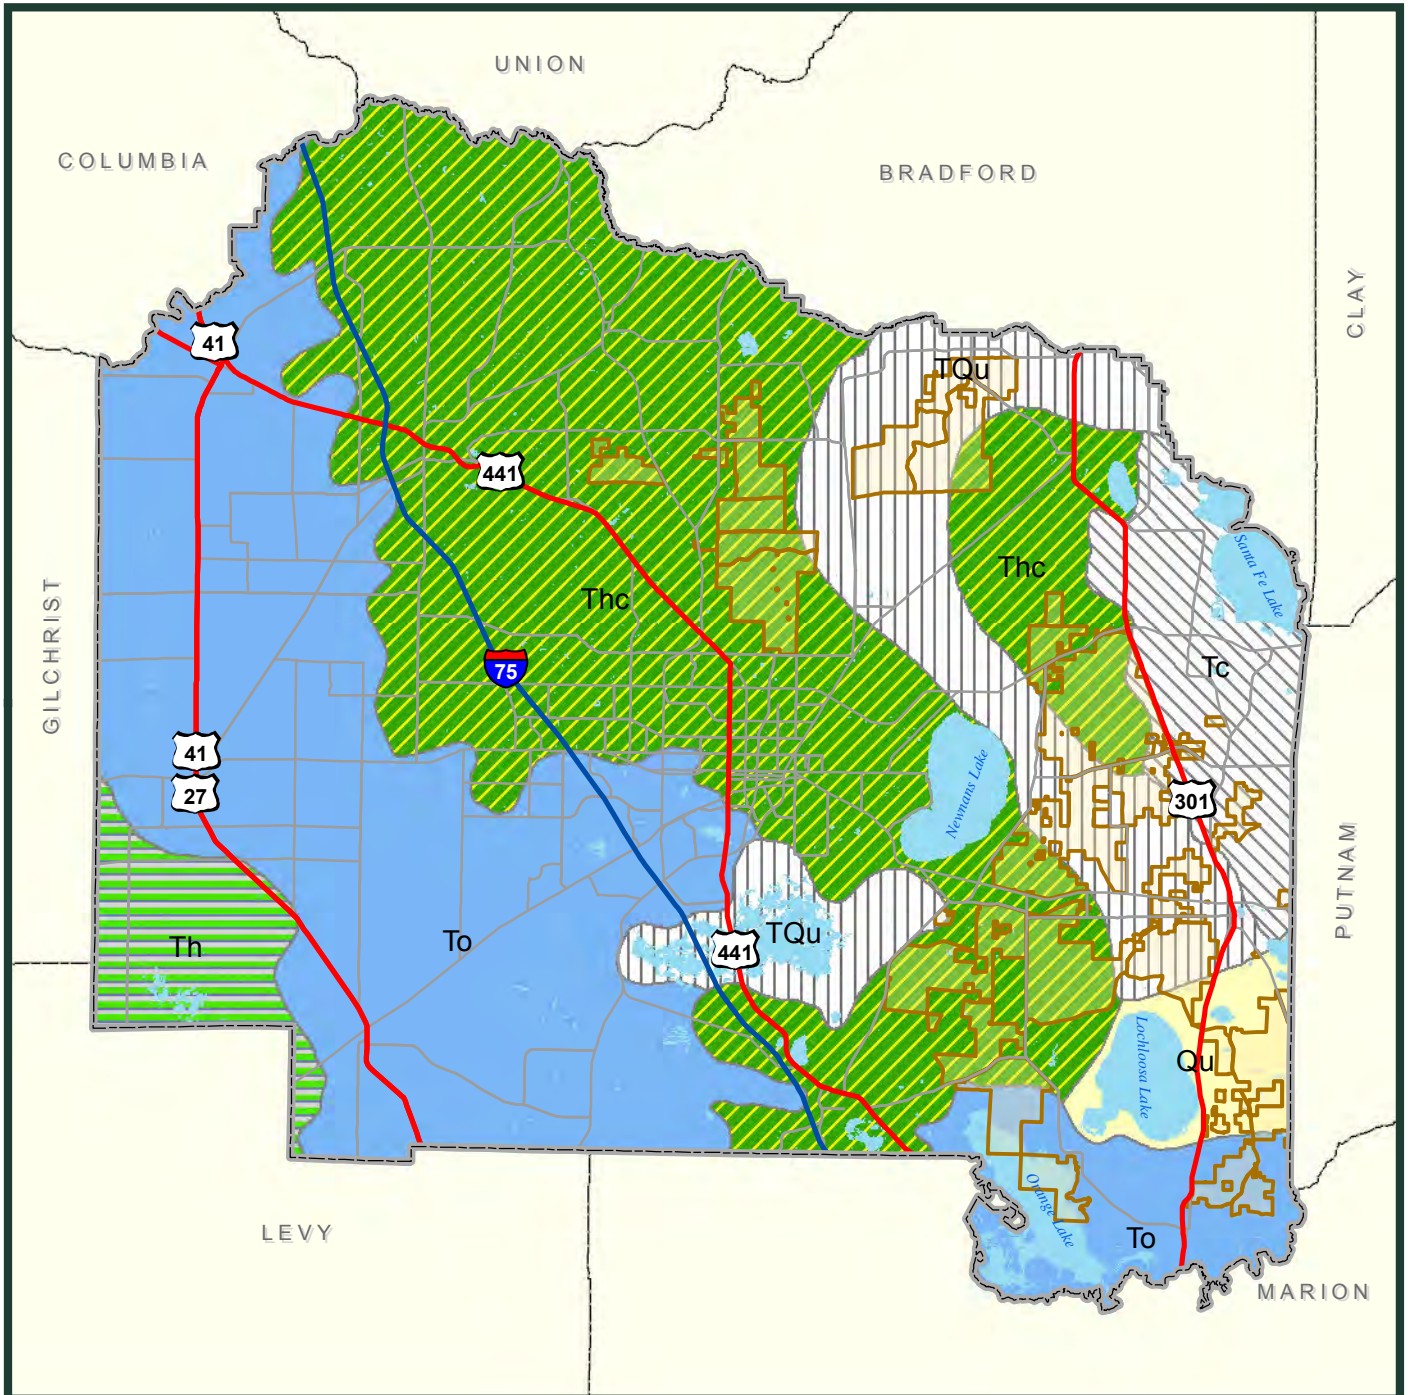 UNION
COLUMBIA
BRADFORD
CLAY
41
TQu
441
Santa Fe Lake
Thc
Thc
GILCHRIST
75
Tc
41
27
Newmans Lake
301
PUTNAM
Th
To
TQu
441
Lochloosa Lake
Qu
Orange Lake
LEVY
To
MARION